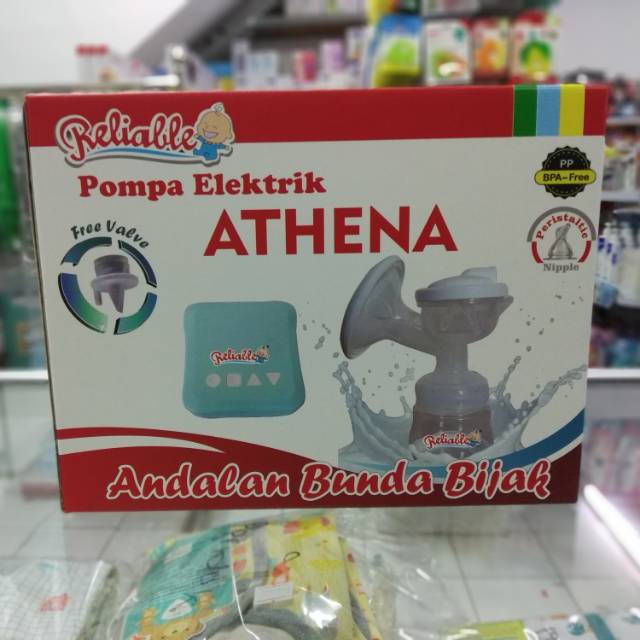 Reliable
Pompa Elektrik
ATHENA
PP
BPA-Free
Free Valve
Peristaltic
Nipple
Reliable
Reliable
Andalan Bunda Bijak